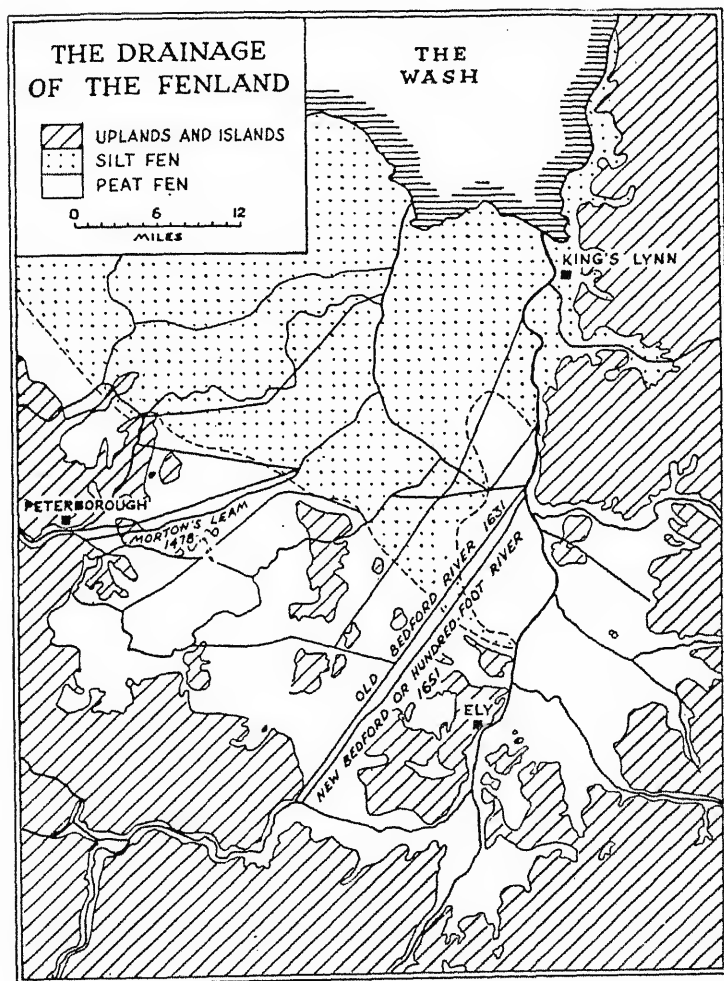 THE DRAINAGE
OF THE FENLAND
UPLANDS AND ISLANDS
SILT FEN
PEAT FEN
0 6 12
MILES
THE
WASH
KING'S LYNN
PETERBOROUGH
MORTON'S LEAM
1478
OLD BEDFORD RIVER 1631
NEW BEDFORD OR HUNDRED-FOOT RIVER
1651
ELY